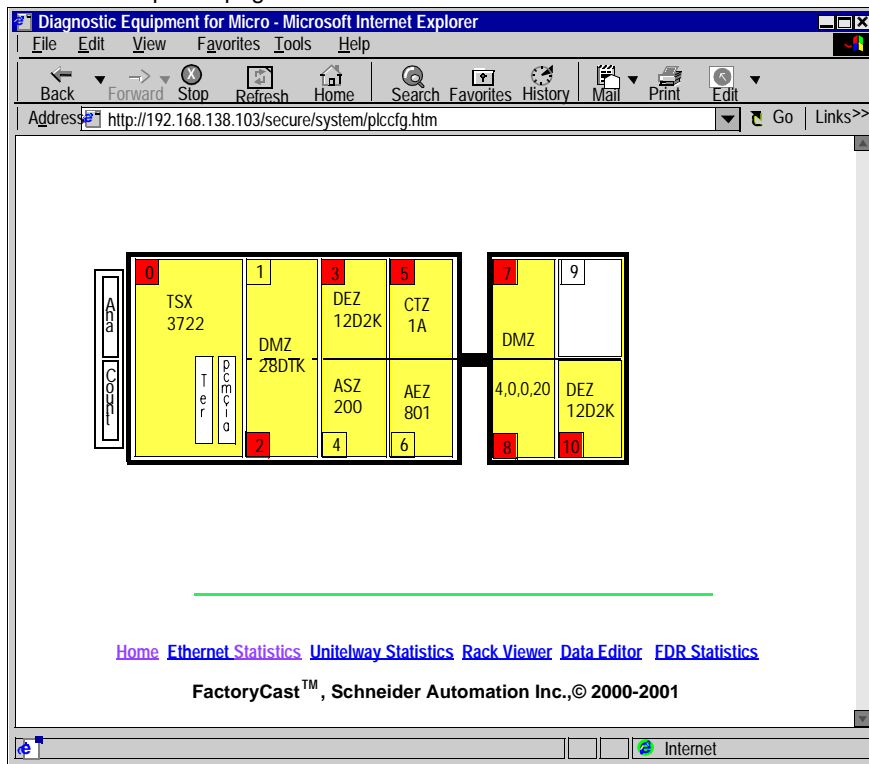 Diagnostic Equipment for Micro - Microsoft Internet Explorer
File Edit View Favorites Tools Help
Back Forward Stop Refresh Home Search Favorites History Mail Print Edit
Address http://192.168.138.103/secure/system/plccfg.htm Go Links>>
0 1 3 5 7 9
Ana
Count
TSX
3722
Ter
pcmcia
DMZ
28DTK
2
DEZ
12D2K
ASZ
200
4
CTZ
1A
AEZ
801
6
DMZ
4,0,0,20
8
DEZ
12D2K
10
Home Ethernet Statistics Unitelway Statistics Rack Viewer Data Editor FDR Statistics
FactoryCast™, Schneider Automation Inc.,© 2000-2001
Internet